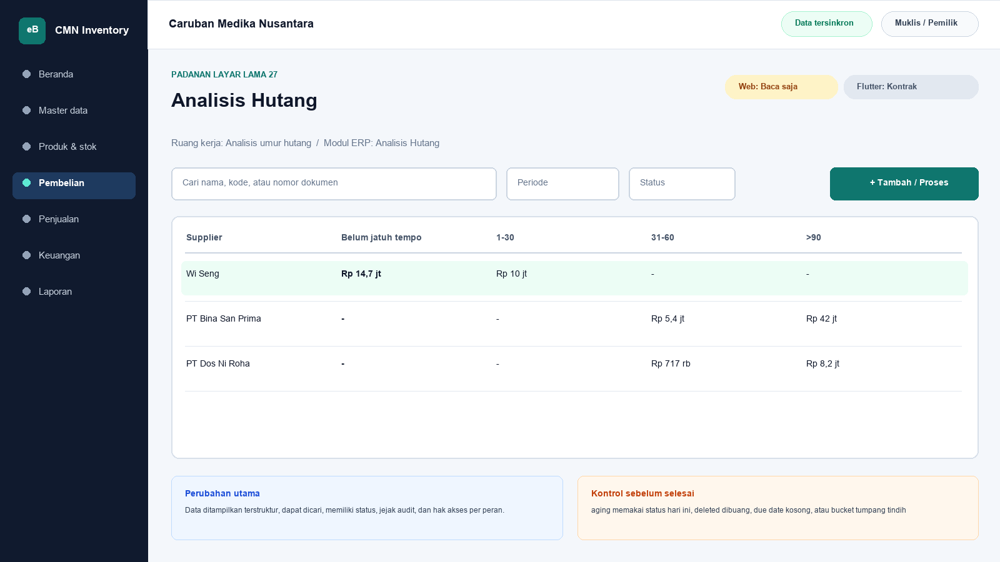 eB
CMN Inventory
Beranda
Master data
Produk & stok
Pembelian
Penjualan
Keuangan
Laporan
Caruban Medika Nusantara
Data tersinkron
Muklis / Pemilik
PADANAN LAYAR LAMA 27
Analisis Hutang
Web: Baca saja
Flutter: Kontrak
Ruang kerja: Analisis umur hutang / Modul ERP: Analisis Hutang
Cari nama, kode, atau nomor dokumen
Periode
Status
+ Tambah / Proses
Supplier Belum jatuh tempo 1-30 31-60 >90
Wi Seng Rp 14,7 jt Rp 10 jt - -
PT Bina San Prima - - Rp 5,4 jt Rp 42 jt
PT Dos Ni Roha - - Rp 717 rb Rp 8,2 jt
Perubahan utama
Data ditampilkan terstruktur, dapat dicari, memiliki status, jejak audit, dan hak akses per peran.
Kontrol sebelum selesai
aging memakai status hari ini, deleted dibuang, due date kosong, atau bucket tumpang tindih